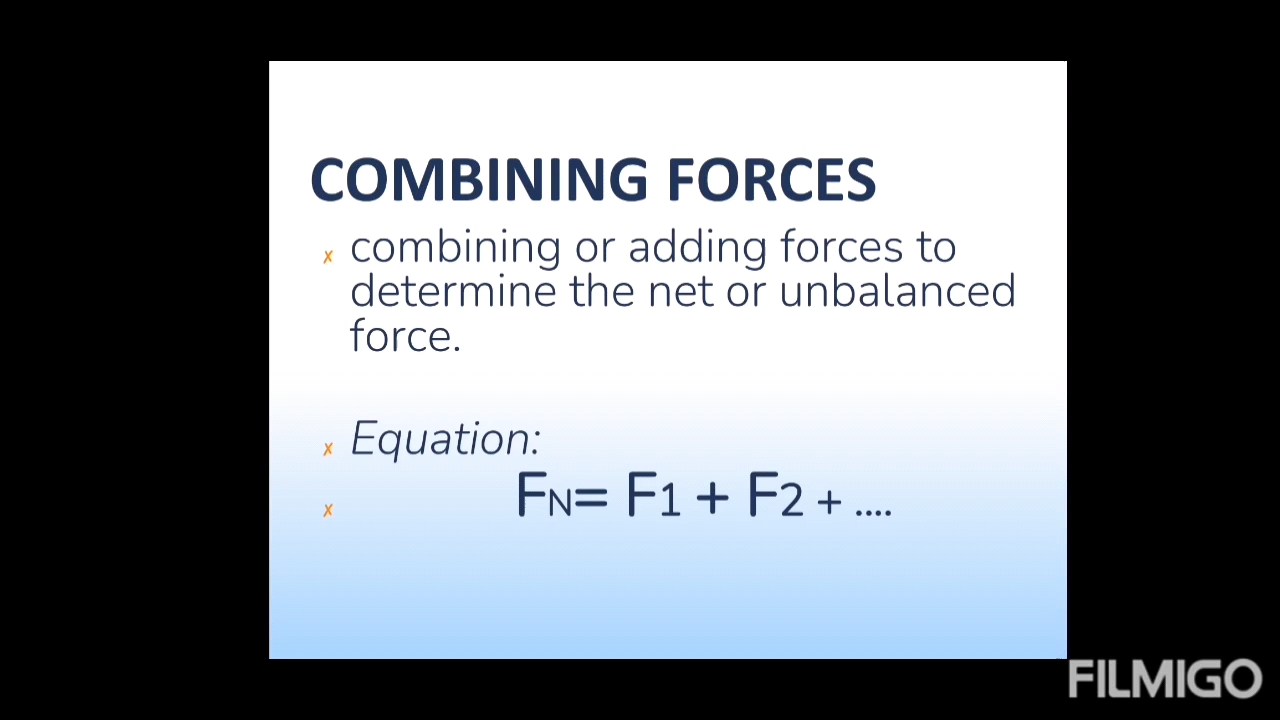 COMBINING FORCES
x combining or adding forces to
determine the net or unbalanced
force.
x Equation:
x FN= F1 + F2 + ....
FILMIGO